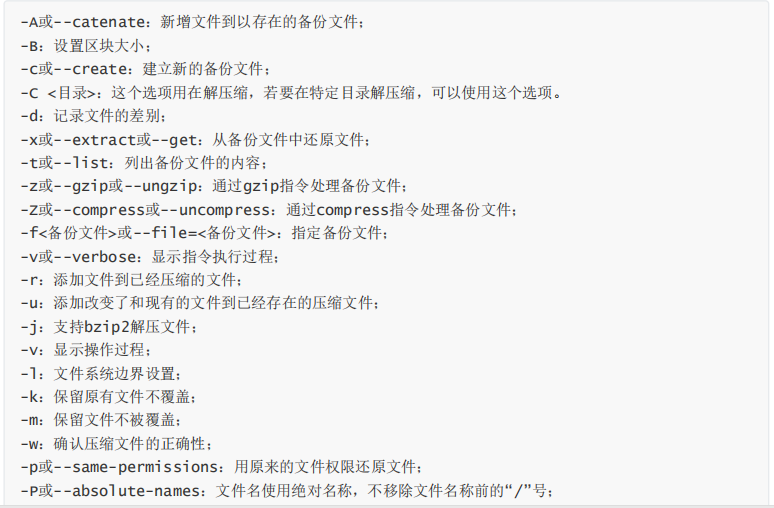 -A或--catenate：新增文件到以存在的备份文件；
-B：设置区块大小；
-c或--create：建立新的备份文件；
-C <目录>：这个选项用在解压缩，若要在特定目录解压缩，可以使用这个选项。
-d：记录文件的差别；
-x或--extract或--get：从备份文件中还原文件；
-t或--list：列出备份文件的内容；
-z或--gzip或--ungzip：通过gzip指令处理备份文件；
-Z或--compress或--uncompress：通过compress指令处理备份文件；
-f<备份文件>或--file=<备份文件>：指定备份文件；
-v或--verbose：显示指令执行过程；
-r：添加文件到已经压缩的文件；
-u：添加改变了和现有的文件到已经存在的压缩文件；
-j：支持bzip2解压文件；
-v：显示操作过程；
-l：文件系统边界设置；
-k：保留原有文件不覆盖；
-m：保留文件不被覆盖；
-w：确认压缩文件的正确性；
-p或--same-permissions：用原来的文件权限还原文件；
-P或--absolute-names：文件名使用绝对名称，不移除文件名称前的“/”号；